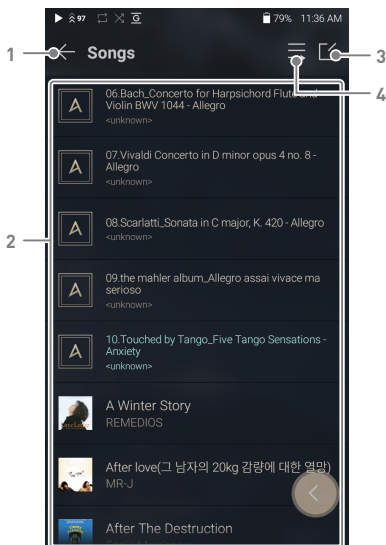 97 G 79% 11:36 AM
1 Songs 3
4
06.Bach_Concerto for Harpsichord Flute and
Violin BWV 1044 - Allegro
<unknown>
07.Vivaldi Concerto in D minor opus 4 no. 8 -
Allegro
<unknown>
2
08.Scarlatti_Sonata in C major, K. 420 - Allegro
<unknown>
09.the mahler album_Allegro assai vivace ma
serioso
<unknown>
10.Touched by Tango_Five Tango Sensations -
Anxiety
<unknown>
A Winter Story
REMEDIOS
After love(그 남자의 20kg 감량에 대한 열망)
MR-J
After The Destruction